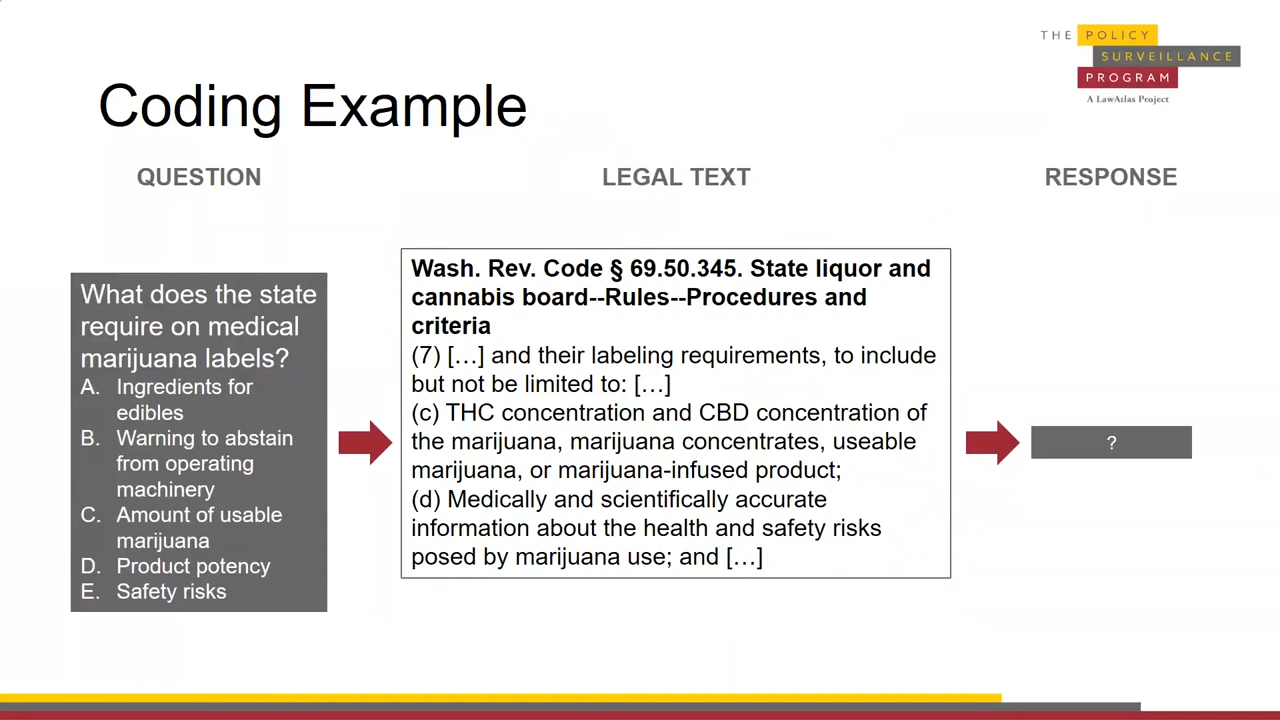 THE POLICY
SURVEILLANCE
PROGRAM
A LawAtlas Project
Coding Example
QUESTION
LEGAL TEXT
RESPONSE
What does the state
require on medical
marijuana labels?
A. Ingredients for
edibles
B. Warning to abstain
from operating
machinery
C. Amount of usable
marijuana
D. Product potency
E. Safety risks
Wash. Rev. Code § 69.50.345. State liquor and
cannabis board--Rules--Procedures and
criteria
(7) […] and their labeling requirements, to include
but not be limited to: […]
(c) THC concentration and CBD concentration of
the marijuana, marijuana concentrates, useable
marijuana, or marijuana-infused product;
(d) Medically and scientifically accurate
information about the health and safety risks
posed by marijuana use; and […]
?